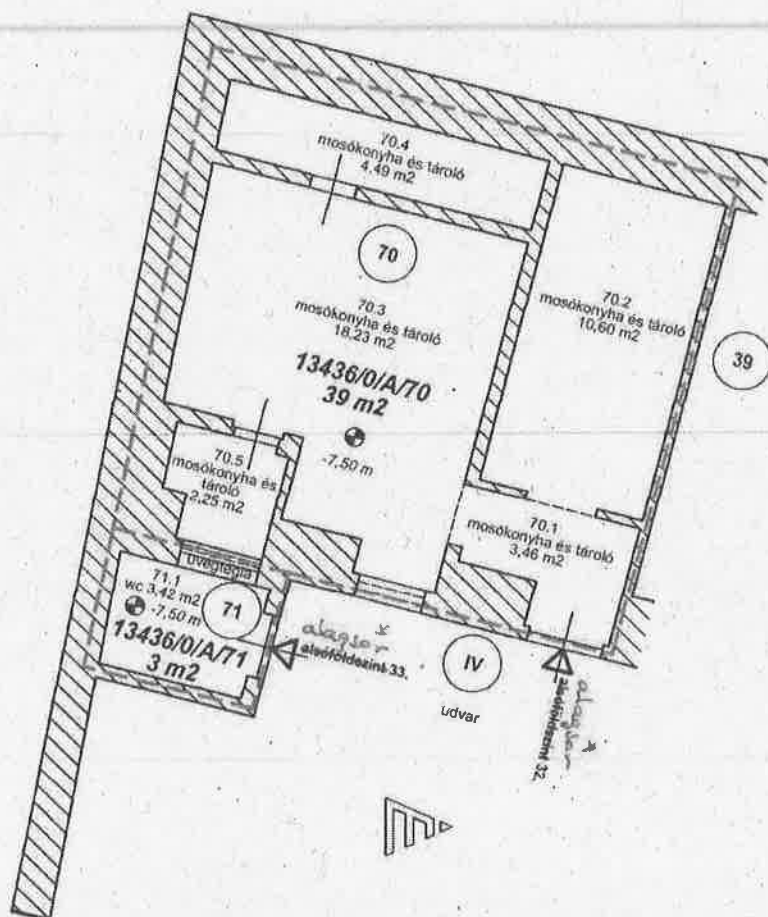 70.4
mosókonyha és tároló
4,49 m2
70
70.2
mosókonyha és tároló
10,60 m2
70.3
mosókonyha és tároló
18,23 m2
39
13436/0/A/70
39 m2
-7,50 m
70.5
mosókonyha és
tároló
2,25 m2
70.1
mosókonyha és tároló
3,46 m2
üvegtégla
71.1
wc 3,42 m2
-7,50 m
71
13436/0/A/71
3 m2
alagsor
alsóföldszint 33.
IV
udvar
alagsor
alsóföldszint 32.